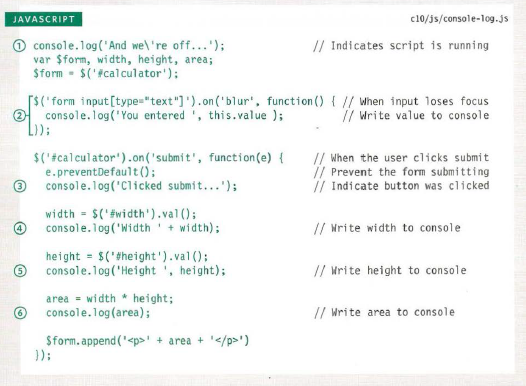 JAVASCRIPT c10/js/console-log.js
① console.log('And we\'re off...'); // Indicates script is running
var $form, width, height, area;
$form = $('#calculator');
$('form input[type="text"]').on('blur', function() { // When input loses focus
② console.log('You entered ', this.value ); // Write value to console
});
$('#calculator').on('submit', function(e) { // When the user clicks submit
e.preventDefault(); // Prevent the form submitting
③ console.log('Clicked submit...'); // Indicate button was clicked
width = $('#width').val();
④ console.log('Width ' + width); // Write width to console
height = $('#height').val();
⑤ console.log('Height ', height); // Write height to console
area = width * height;
⑥ console.log(area); // Write area to console
$form.append('<p>' + area + '</p>')
});